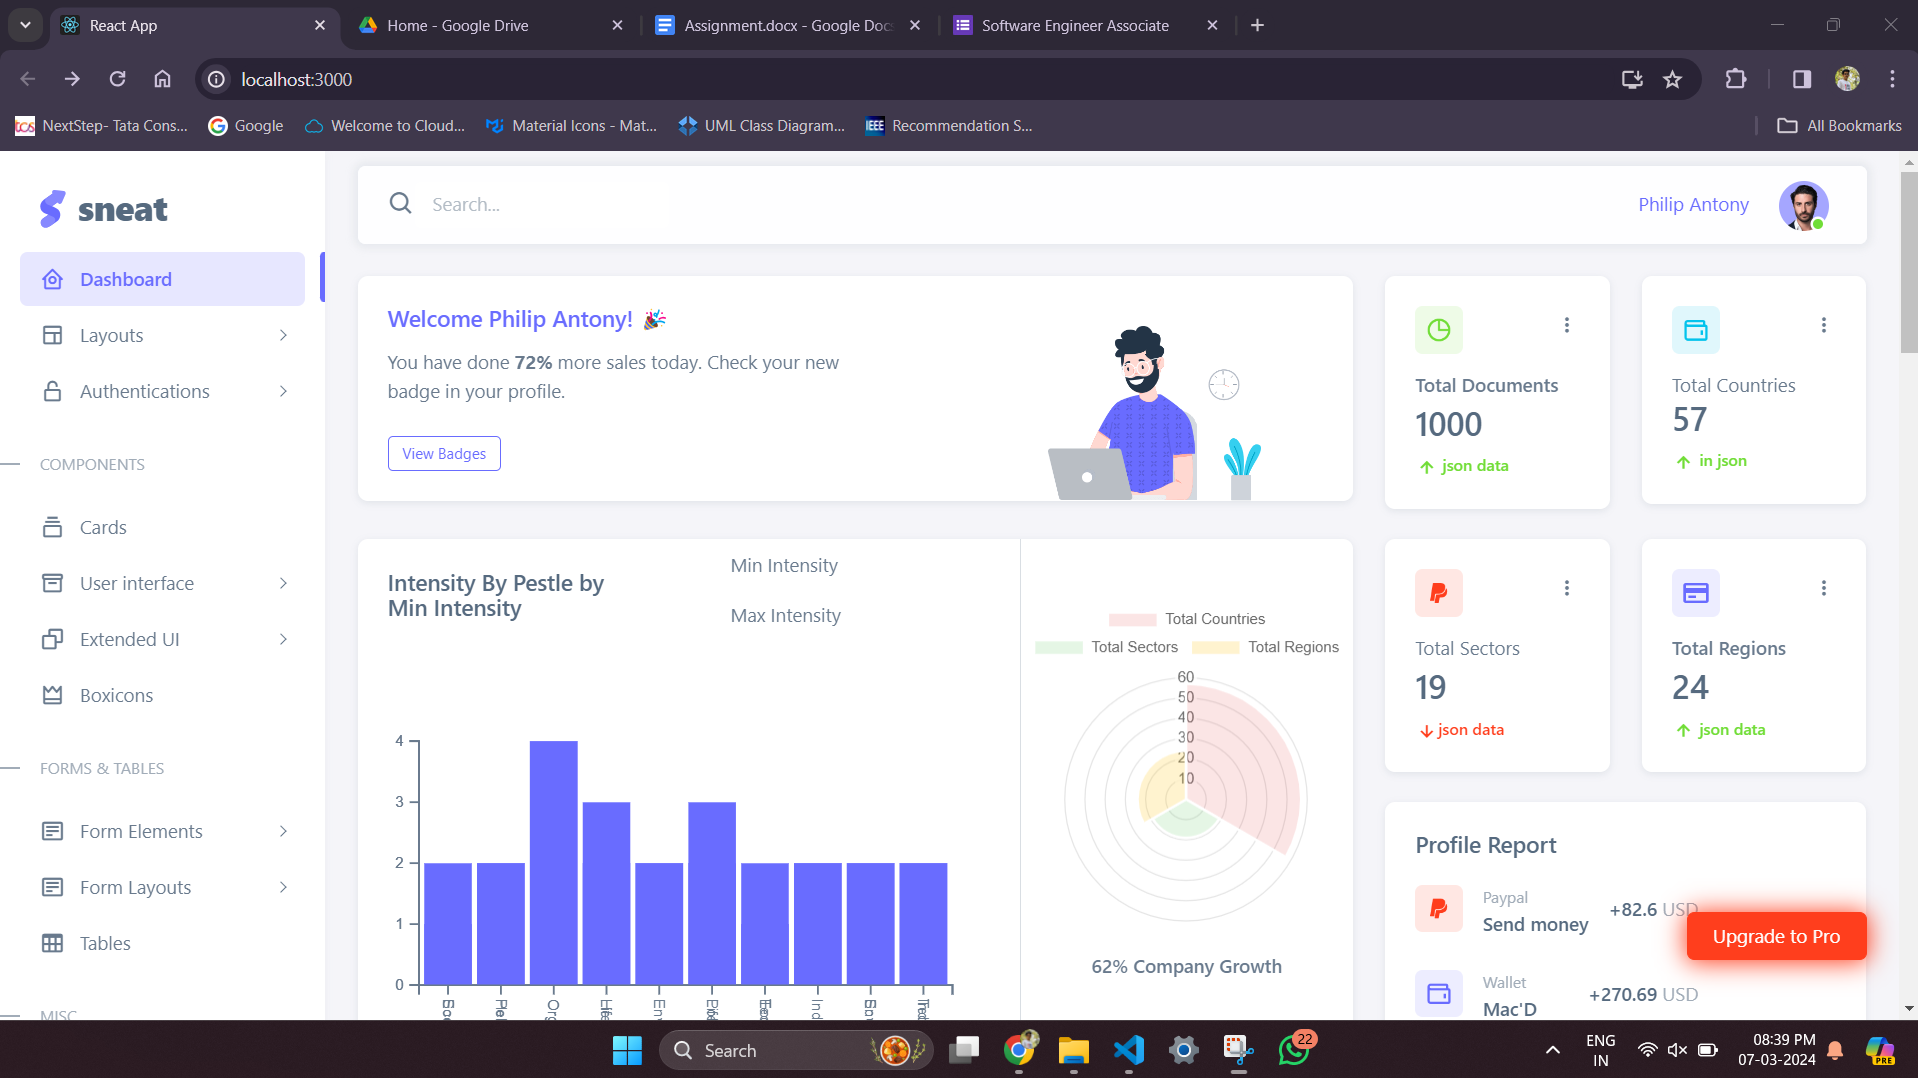 React App
Home - Google Drive
Assignment.docx - Google Doc
Software Engineer Associate
localhost:3000
NextStep- Tata Cons...
Google
Welcome to Cloud...
Material Icons - Mat...
UML Class Diagram...
IEEE
Recommendation S...
All Bookmarks
sneat
Search...
Philip Antony
Dashboard
Layouts
Authentications
COMPONENTS
Cards
User interface
Extended UI
Boxicons
FORMS & TABLES
Form Elements
Form Layouts
Tables
MISC
Welcome Philip Antony!
You have done 72% more sales today. Check your new
badge in your profile.
View Badges
Total Documents
1000
json data
Total Countries
57
in json
Intensity By Pestle by
Min Intensity
Min Intensity
Max Intensity
4
3
2
1
0
Org
En
Ind
Total Countries
Total Sectors
Total Regions
60
50
40
30
20
10
62% Company Growth
Total Sectors
19
json data
Total Regions
24
json data
Profile Report
Paypal
Send money
+82.6 USD
Upgrade to Pro
Wallet
Mac'D
+270.69 USD
Search
22
ENG
IN
08:39 PM
07-03-2024
PRE